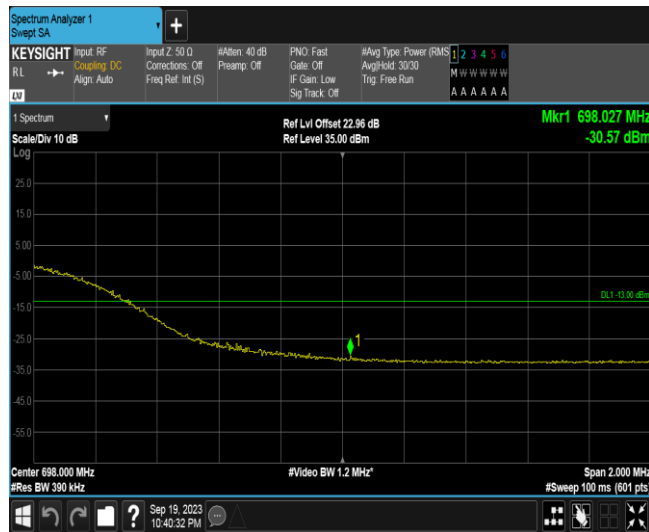 Spectrum Analyzer 1
Swept SA
KEYSIGHT
RL
LXI
Input: RF
Coupling: DC
Align: Auto
Input Z: 50 Ω
Corrections: Off
Freq Ref: Int (S)
#Atten: 40 dB
Preamp: Off
PNO: Fast
Gate: Off
IF Gain: Low
Sig Track: Off
#Avg Type: Power (RMS
Avg|Hold: 30/30
Trig: Free Run
1 2 3 4 5 6
M W W W W W
A A A A A A
1 Spectrum
Scale/Div 10 dB
Ref Lvl Offset 22.96 dB
Ref Level 35.00 dBm
Mkr1 698.027 MHz
-30.57 dBm
Log
25.0
15.0
5.00
-5.00
DL1 -13.00 dBm
-15.0
-25.0
1
-35.0
-45.0
-55.0
Center 698.000 MHz
#Video BW 1.2 MHz*
Span 2.000 MHz
#Res BW 390 kHz
#Sweep 100 ms (601 pts)
?
Sep 19, 2023
10:40:32 PM